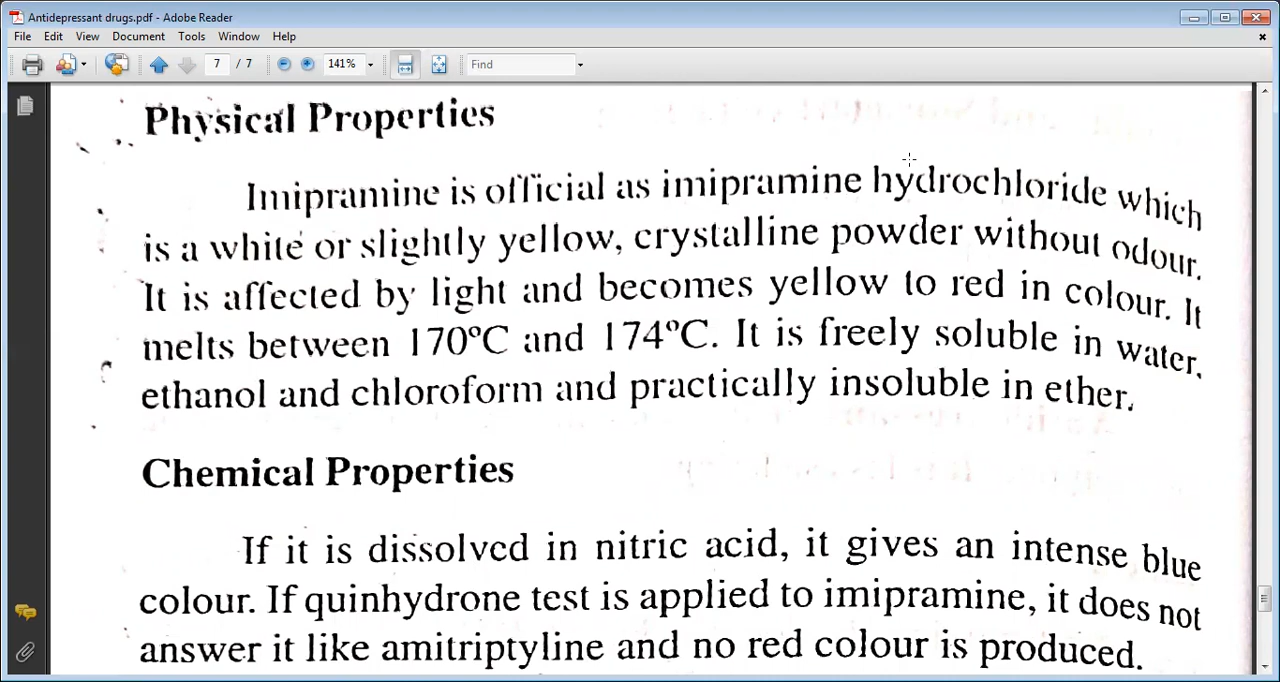 Antidepressant drugs.pdf - Adobe Reader
File Edit View Document Tools Window Help
7 / 7 141% Find
Physical Properties
Imipramine is official as imipramine hydrochloride which
is a white or slightly yellow, crystalline powder without odour.
It is affected by light and becomes yellow to red in colour. It
melts between 170ºC and 174ºC. It is freely soluble in water,
ethanol and chloroform and practically insoluble in ether.
Chemical Properties
If it is dissolved in nitric acid, it gives an intense blue
colour. If quinhydrone test is applied to imipramine, it does not
answer it like amitriptyline and no red colour is produced.